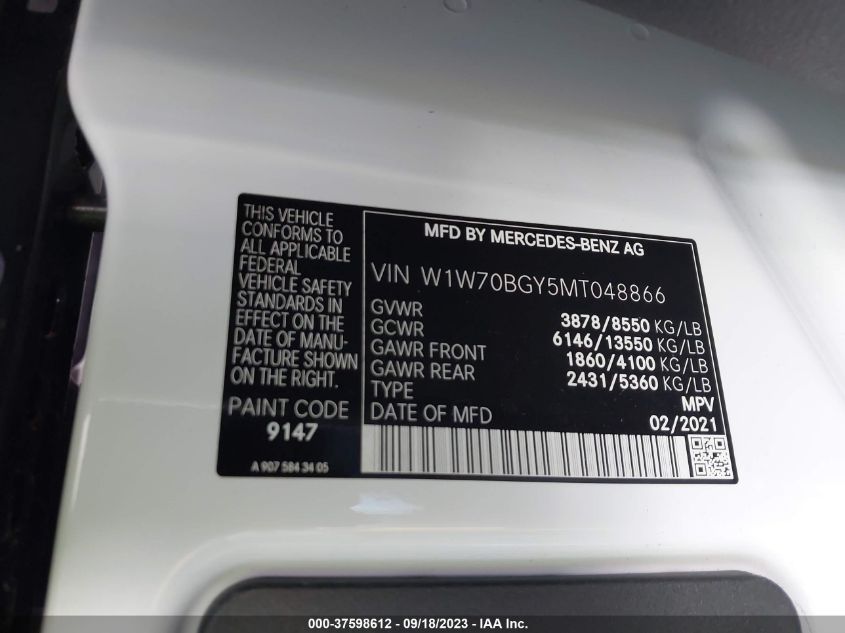 THIS VEHICLE
CONFORMS TO
ALL APPLICABLE
FEDERAL
VEHICLE SAFETY
STANDARDS IN
EFFECT ON THE
DATE OF MANU-
FACTURE SHOWN
ON THE RIGHT.
PAINT CODE
9147
A 907 584 34 05
MFD BY MERCEDES-BENZ AG
VIN W1W70BGY5MT048866
GVWR 3878/8550 KG/LB
GCWR 6146/13550 KG/LB
GAWR FRONT 1860/4100 KG/LB
GAWR REAR 2431/5360 KG/LB
TYPE MPV
DATE OF MFD 02/2021
000-37598612 - 09/18/2023 - IAA Inc.